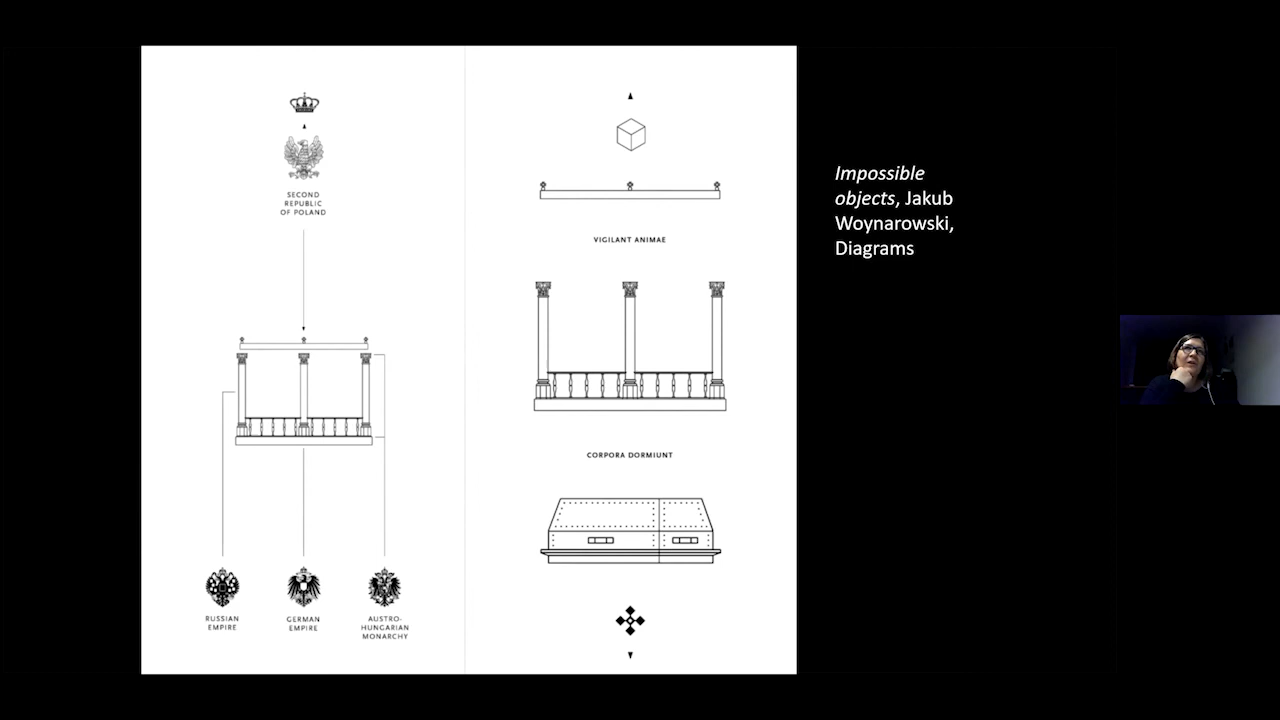 SECOND
REPUBLIC
OF POLAND
RUSSIAN
EMPIRE
GERMAN
EMPIRE
AUSTRO-
HUNGARIAN
MONARCHY
VIGILANT ANIMAE
CORPORA DORMIUNT
Impossible
objects, Jakub
Woynarowski,
Diagrams